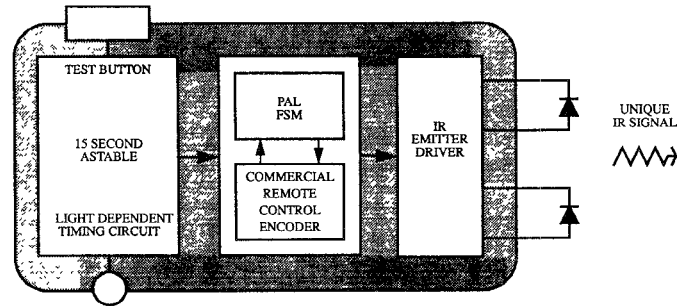 TEST BUTTON
15 SECOND
ASTABLE
LIGHT DEPENDENT
TIMING CIRCUIT
PAL
FSM
COMMERCIAL
REMOTE
CONTROL
ENCODER
IR
EMITTER
DRIVER
UNIQUE
IR SIGNAL